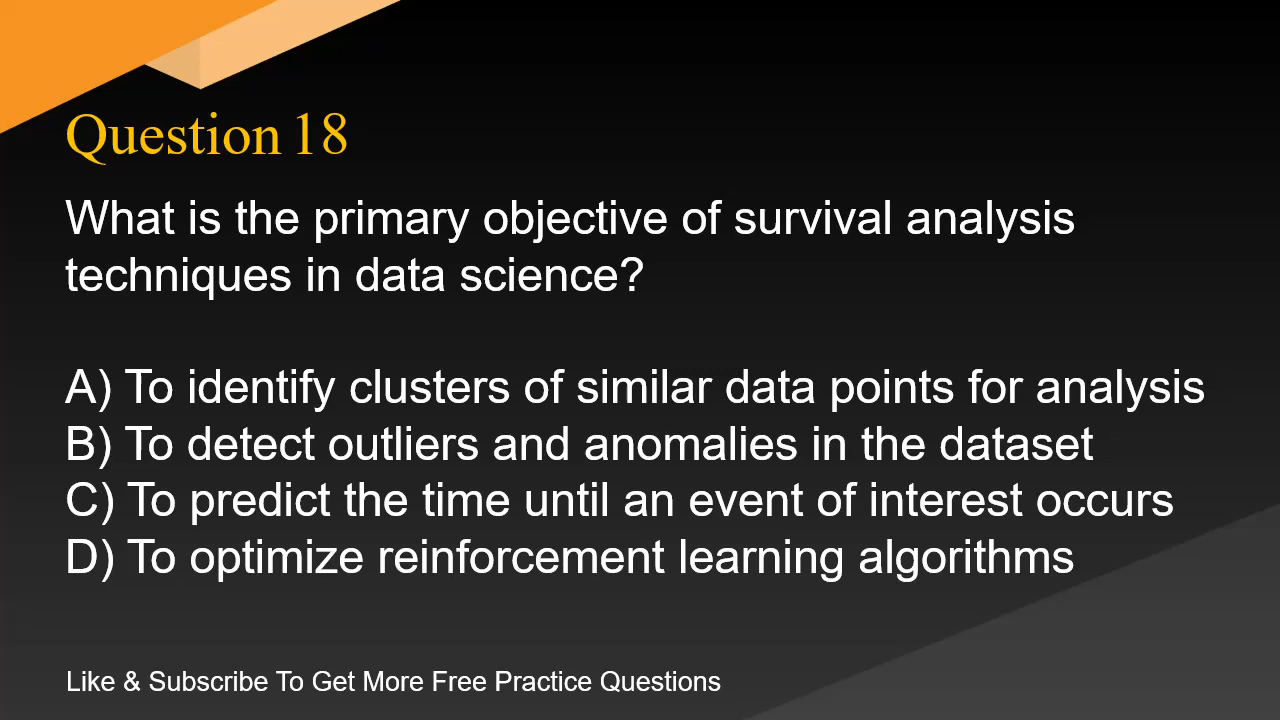 Question 18
What is the primary objective of survival analysis
techniques in data science?
A) To identify clusters of similar data points for analysis
B) To detect outliers and anomalies in the dataset
C) To predict the time until an event of interest occurs
D) To optimize reinforcement learning algorithms
Like & Subscribe To Get More Free Practice Questions